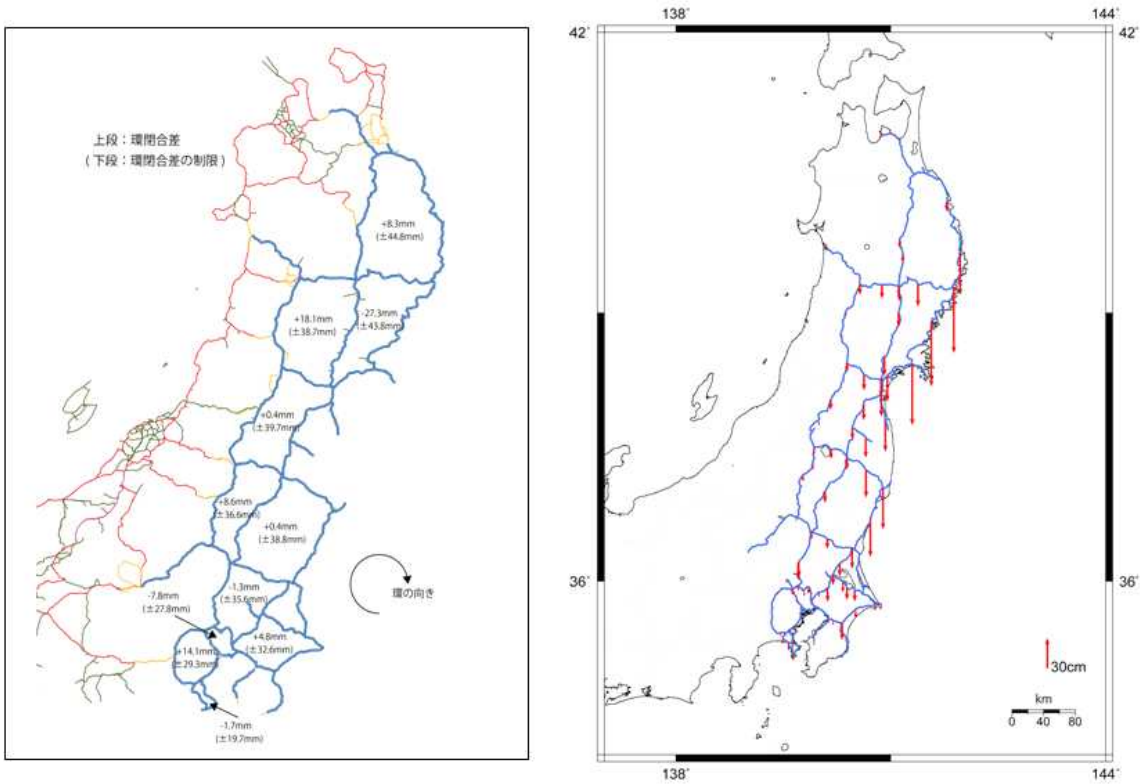 上段：環閉合差
(下段：環閉合差の制限)
+8.3mm
(±44.8mm)
+18.1mm
(±38.7mm)
-27.3mm
(±43.8mm)
+0.4mm
(±39.7mm)
+8.6mm
(±36.6mm)
+0.4mm
(±38.8mm)
環の向き
-7.8mm
(±27.8mm)
-1.3mm
(±35.6mm)
+4.8mm
(±32.6mm)
+14.1mm
(±29.3mm)
-1.7mm
(±19.7mm)
138°
144°
42°
42°
36°
36°
30cm
km
0 40 80
138°
144°